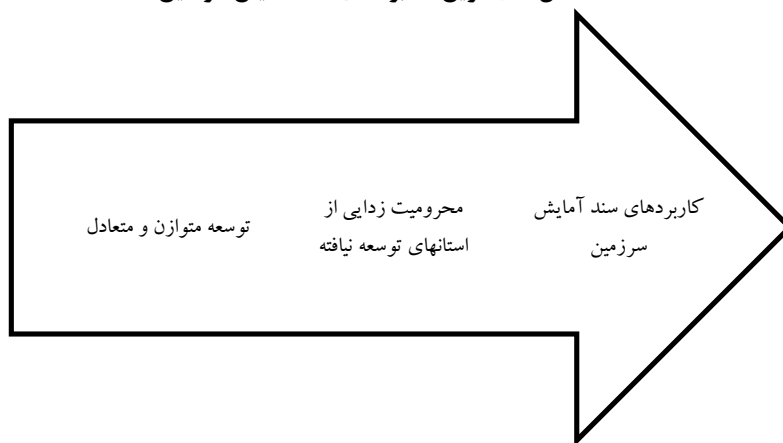 کاربردهای سند آمایش
سرزمین
محرومیت زدایی از
استانهای توسعه نیافته
توسعه متوازن و متعادل